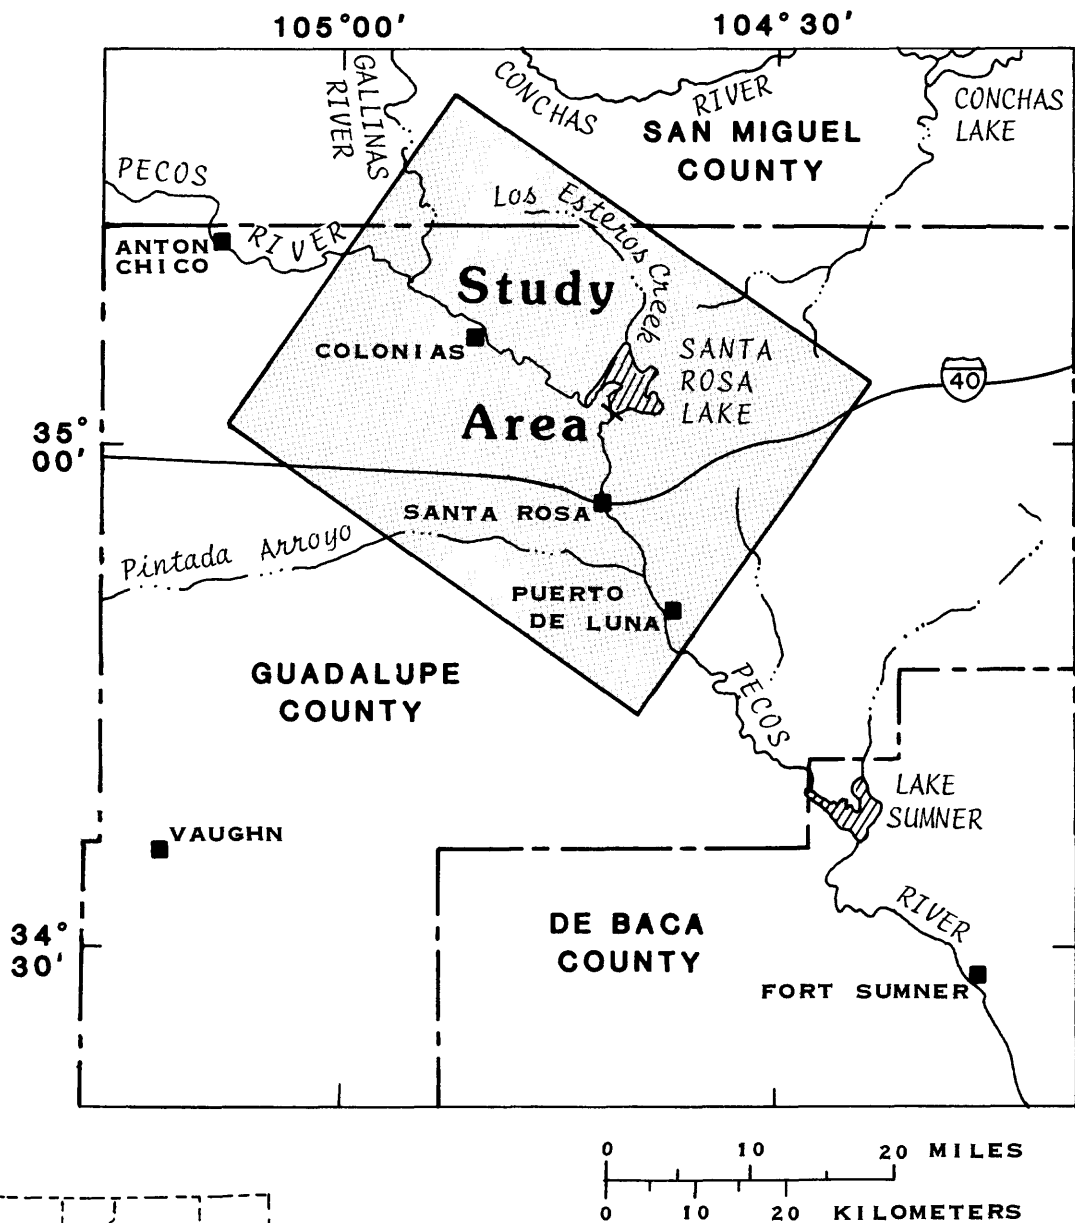 105°00'
104°30'
GALLINAS
RIVER
CONCHAS
RIVER
CONCHAS
LAKE
SAN MIGUEL
COUNTY
PECOS
RIVER
Los Esteros Creek
ANTON
CHICO
Study
COLONIAS
SANTA
ROSA
LAKE
40
Area
35°
00'
SANTA ROSA
Pintada Arroyo
PUERTO
DE LUNA
GUADALUPE
COUNTY
PECOS
LAKE
SUMNER
VAUGHN
RIVER
DE BACA
COUNTY
34°
30'
FORT SUMNER
0 10 20 MILES
0 10 20 KILOMETERS